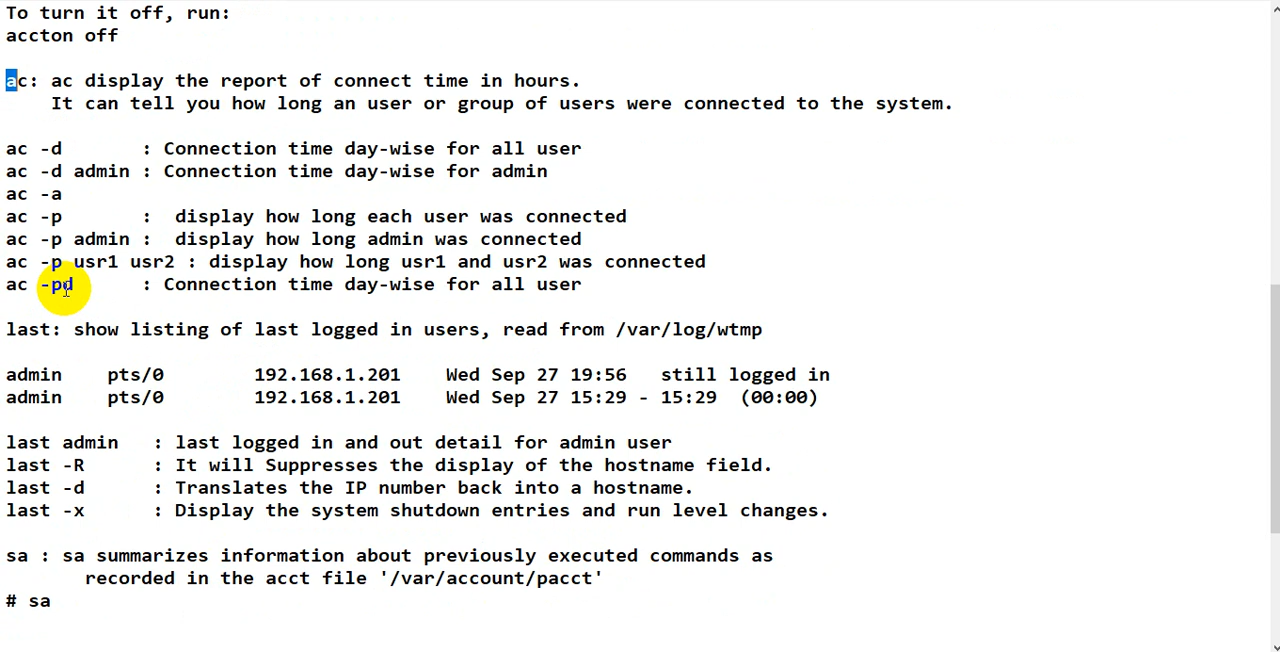 To turn it off, run:
accton off
ac: ac display the report of connect time in hours.
It can tell you how long an user or group of users were connected to the system.
ac -d : Connection time day-wise for all user
ac -d admin : Connection time day-wise for admin
ac -a
ac -p : display how long each user was connected
ac -p admin : display how long admin was connected
ac -p usr1 usr2 : display how long usr1 and usr2 was connected
ac -pd : Connection time day-wise for all user
last: show listing of last logged in users, read from /var/log/wtmp
admin pts/0 192.168.1.201 Wed Sep 27 19:56 still logged in
admin pts/0 192.168.1.201 Wed Sep 27 15:29 - 15:29 (00:00)
last admin : last logged in and out detail for admin user
last -R : It will Suppresses the display of the hostname field.
last -d : Translates the IP number back into a hostname.
last -x : Display the system shutdown entries and run level changes.
sa : sa summarizes information about previously executed commands as
recorded in the acct file '/var/account/pacct'
# sa